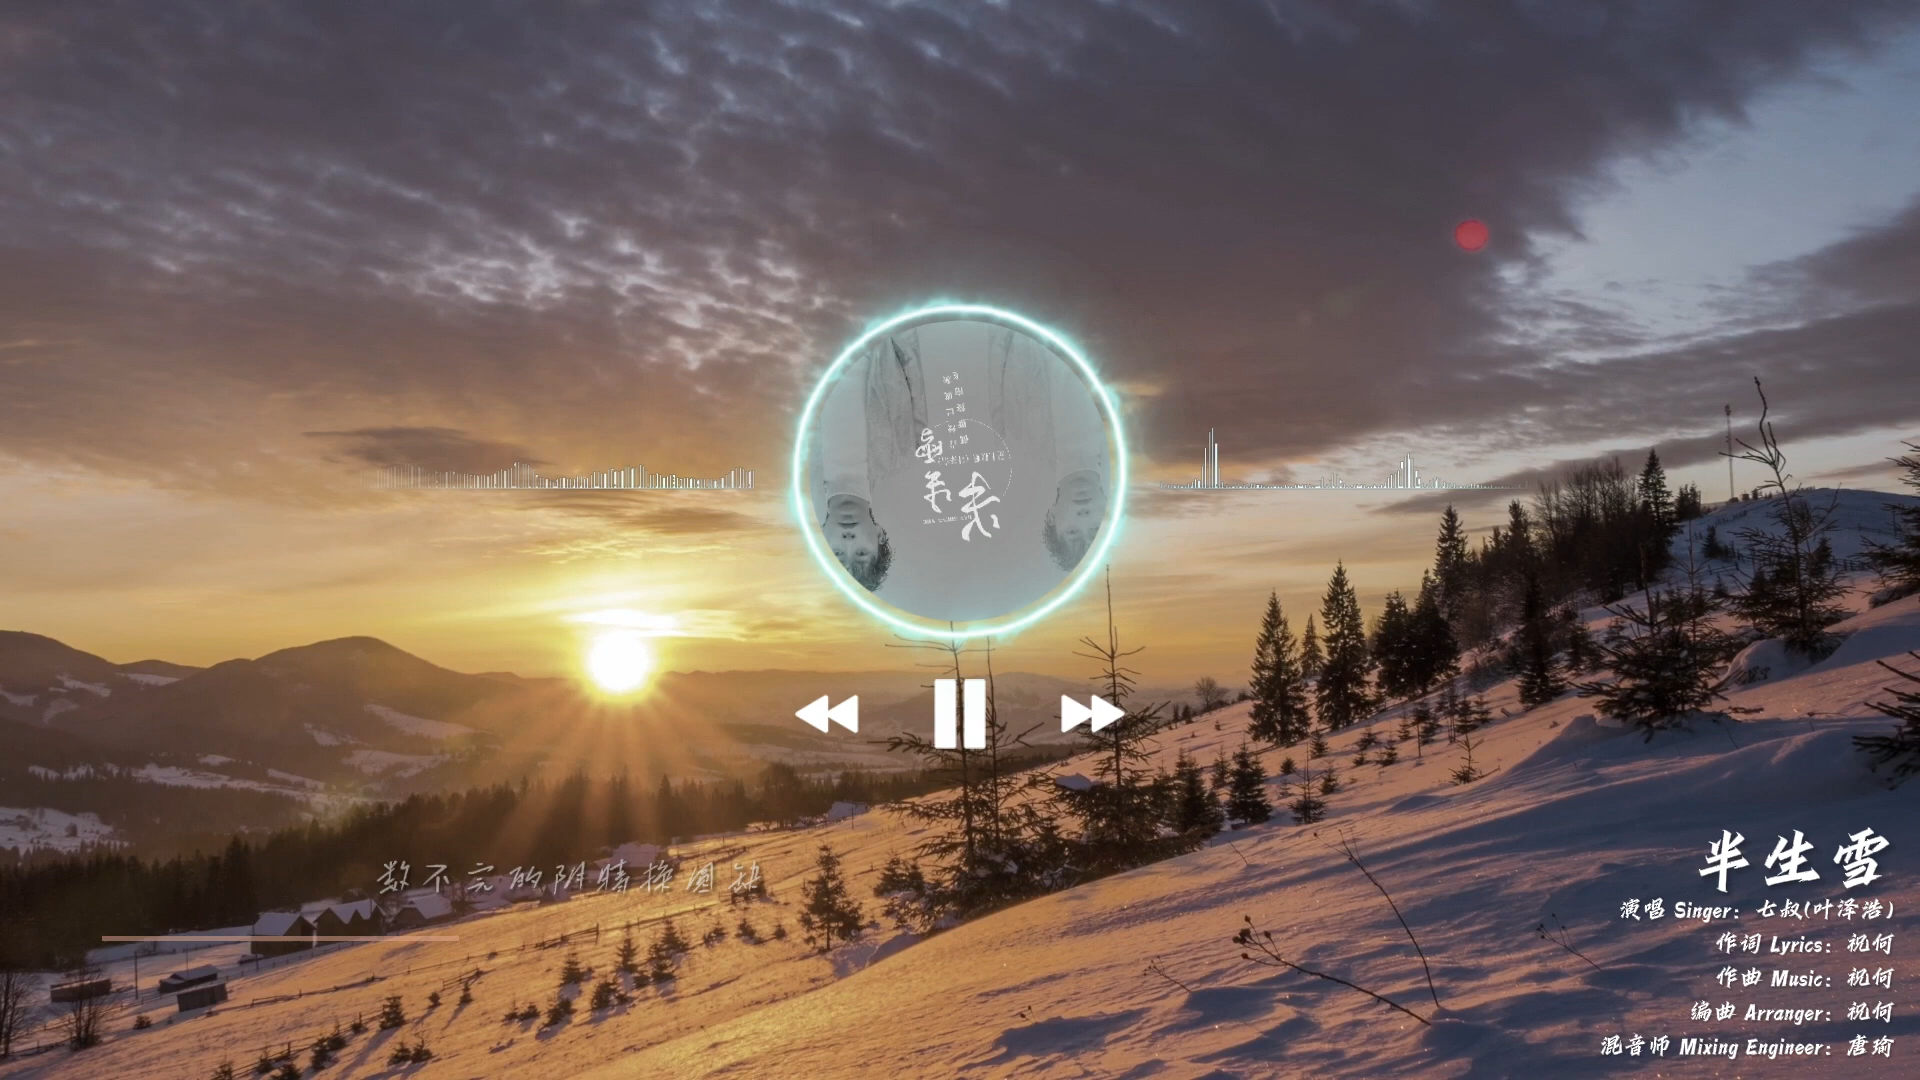 数不完的阴晴换圆缺
半生雪
演唱 Singer：七叔(叶泽浩)
作词 Lyrics：祝何
作曲 Music：祝何
编曲 Arranger：祝何
混音师 Mixing Engineer：唐瑜